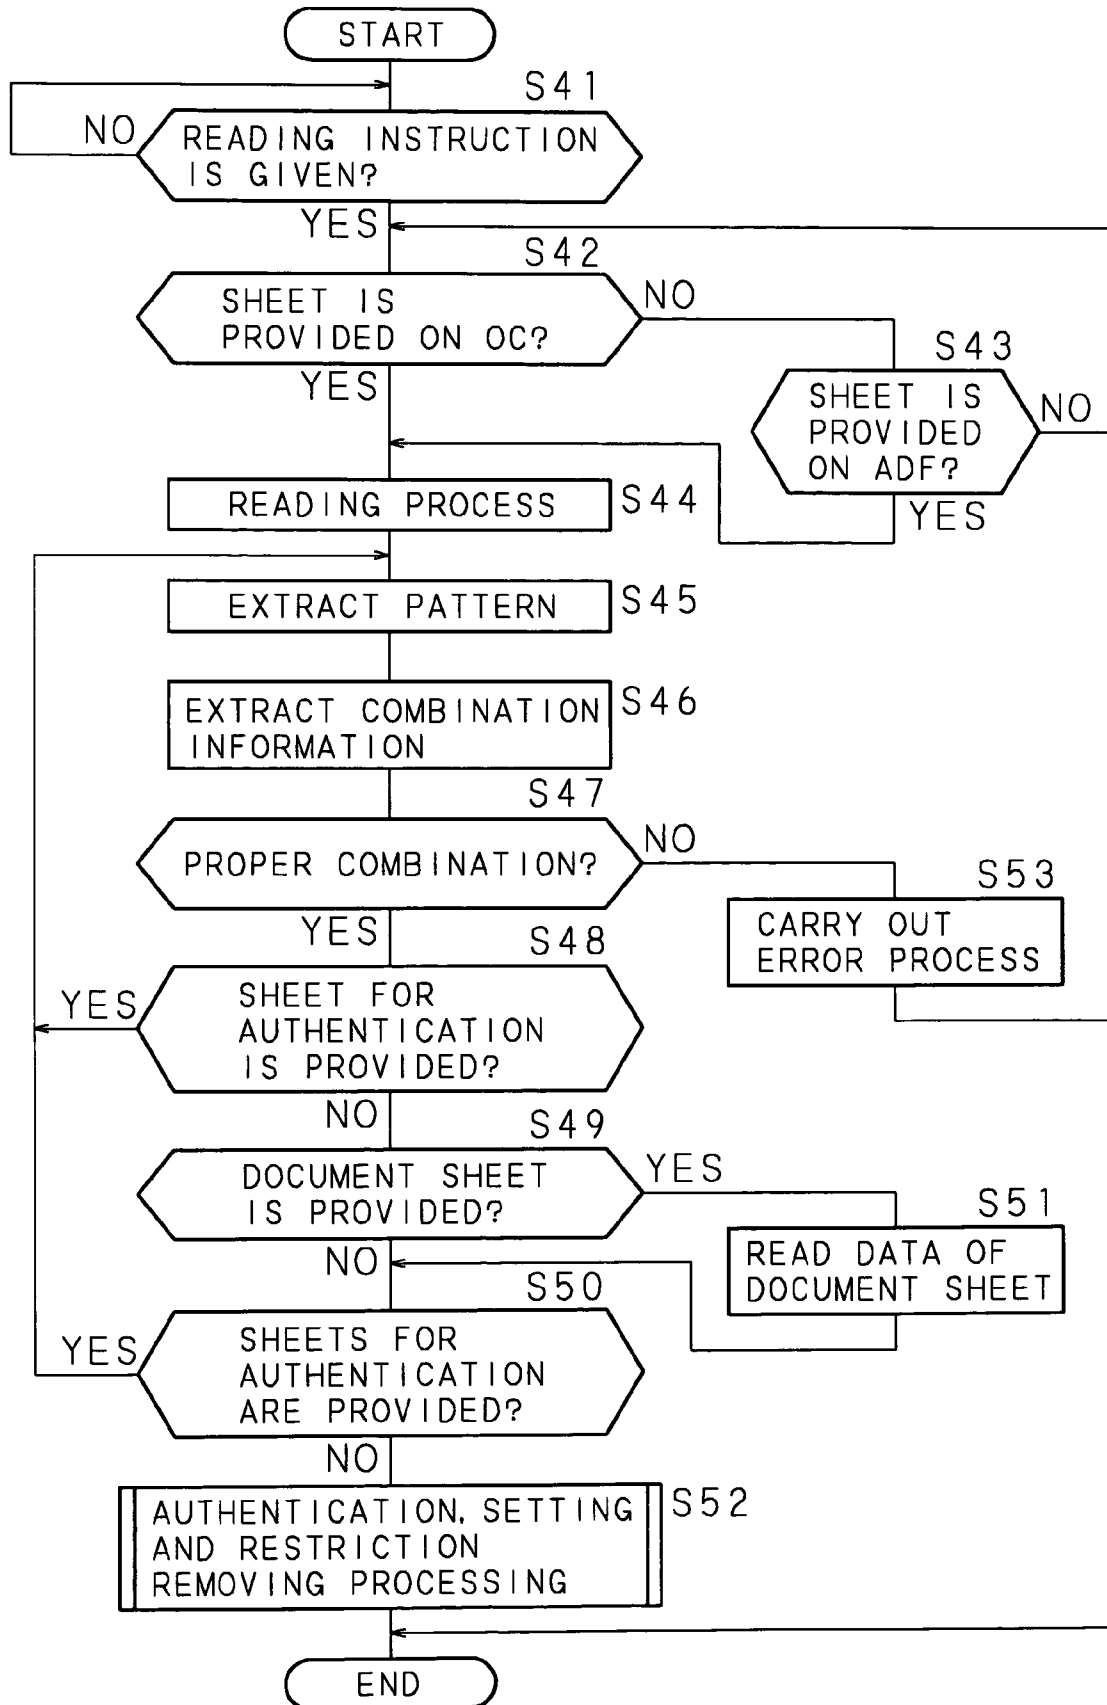 START
S41
NO
READING INSTRUCTION
IS GIVEN?
YES
S42
SHEET IS
PROVIDED ON OC?
NO
YES
S43
SHEET IS
PROVIDED
ON ADF?
NO
YES
READING PROCESS
S44
EXTRACT PATTERN
S45
EXTRACT COMBINATION
INFORMATION
S46
S47
PROPER COMBINATION?
NO
YES
S53
CARRY OUT
ERROR PROCESS
S48
YES
SHEET FOR
AUTHENTICATION
IS PROVIDED?
NO
S49
DOCUMENT SHEET
IS PROVIDED?
YES
NO
S51
READ DATA OF
DOCUMENT SHEET
S50
YES
SHEETS FOR
AUTHENTICATION
ARE PROVIDED?
NO
AUTHENTICATION, SETTING
AND RESTRICTION
REMOVING PROCESSING
S52
END